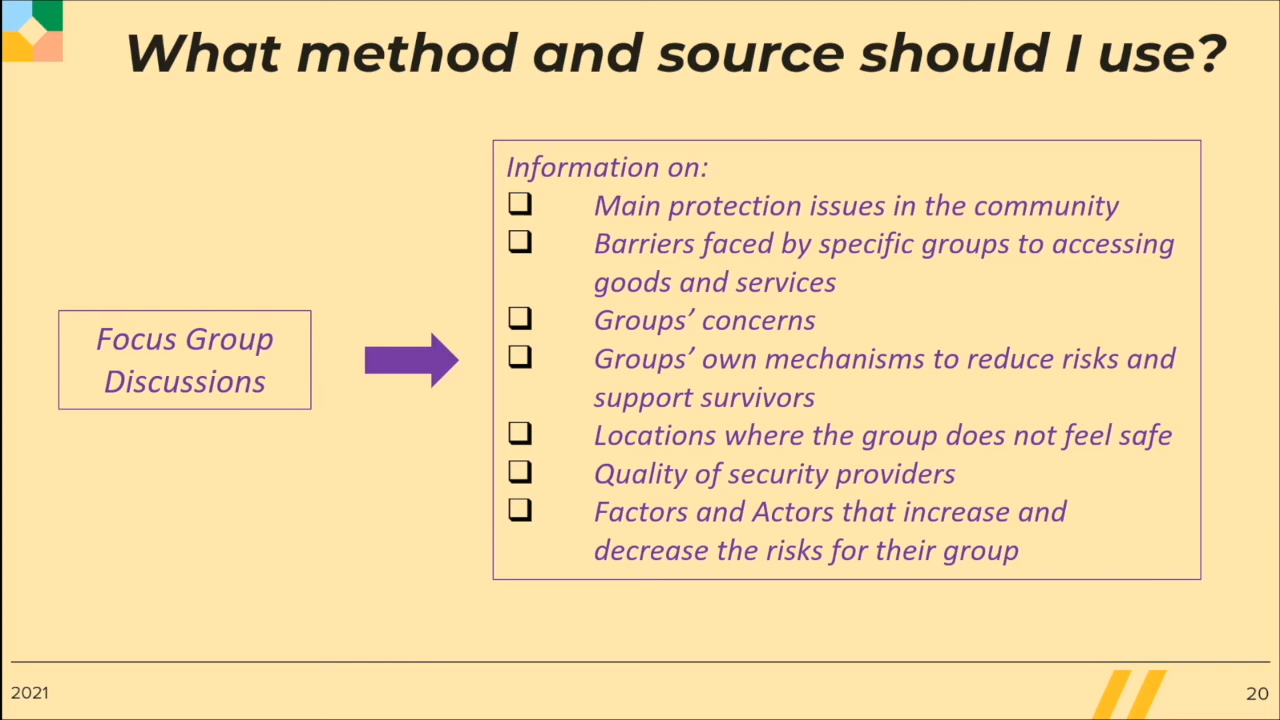 What method and source should I use?
Focus Group
Discussions
Information on:
Main protection issues in the community
Barriers faced by specific groups to accessing
goods and services
Groups’ concerns
Groups’ own mechanisms to reduce risks and
support survivors
Locations where the group does not feel safe
Quality of security providers
Factors and Actors that increase and
decrease the risks for their group
2021
20